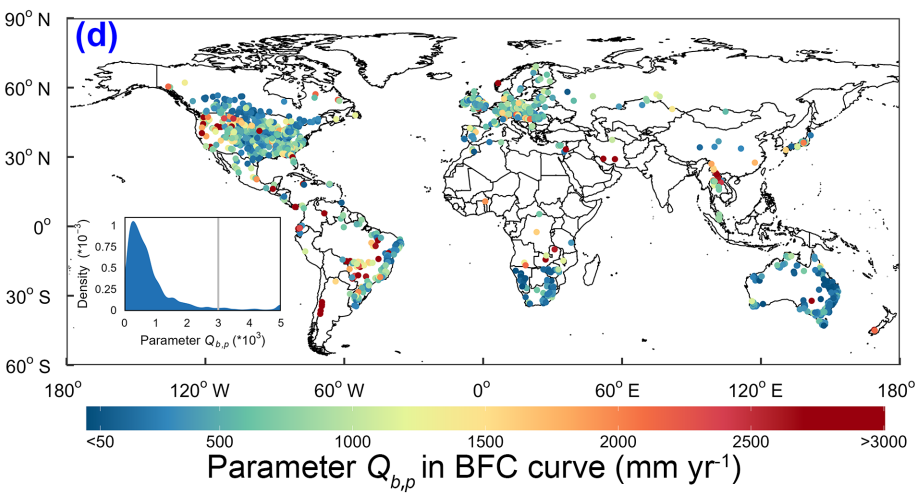 90° N
(d)
60° N
30° N
0°
30° S
60° S
1
0.75
0.5
0.25
0
Density (*10⁻³)
0 1 2 3 4 5
Parameter Q_b,p (*10³)
180° 120° W 60° W 0° 60° E 120° E 180°
<50 500 1000 1500 2000 2500 >3000
Parameter Q_b,p in BFC curve (mm yr⁻¹)